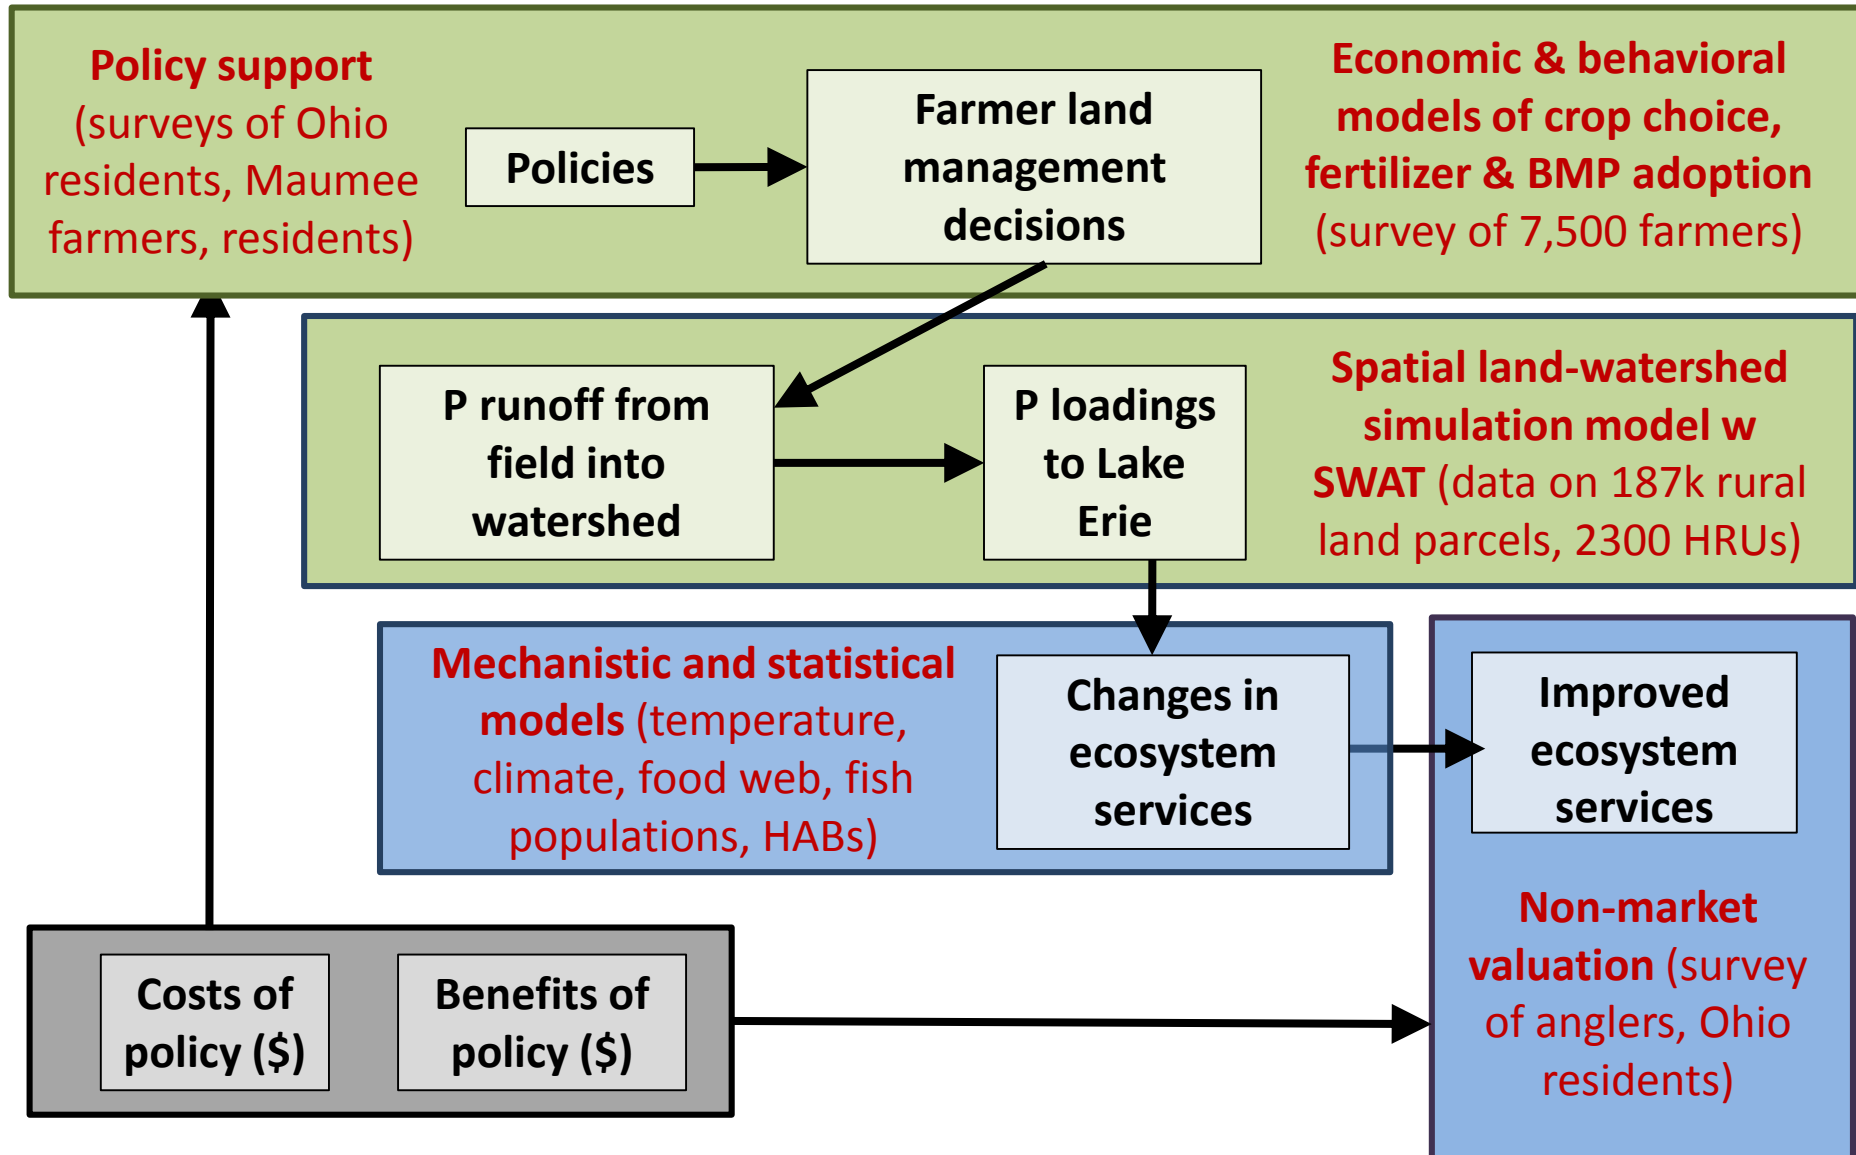 Policy support
(surveys of Ohio
residents, Maumee
farmers, residents)
Policies
Farmer land
management
decisions
Economic & behavioral
models of crop choice,
fertilizer & BMP adoption
(survey of 7,500 farmers)
P runoff from
field into
watershed
P loadings
to Lake
Erie
Spatial land-watershed
simulation model w
SWAT (data on 187k rural
land parcels, 2300 HRUs)
Mechanistic and statistical
models (temperature,
climate, food web, fish
populations, HABs)
Changes in
ecosystem
services
Improved
ecosystem
services
Non-market
valuation (survey
of anglers, Ohio
residents)
Costs of
policy ($)
Benefits of
policy ($)